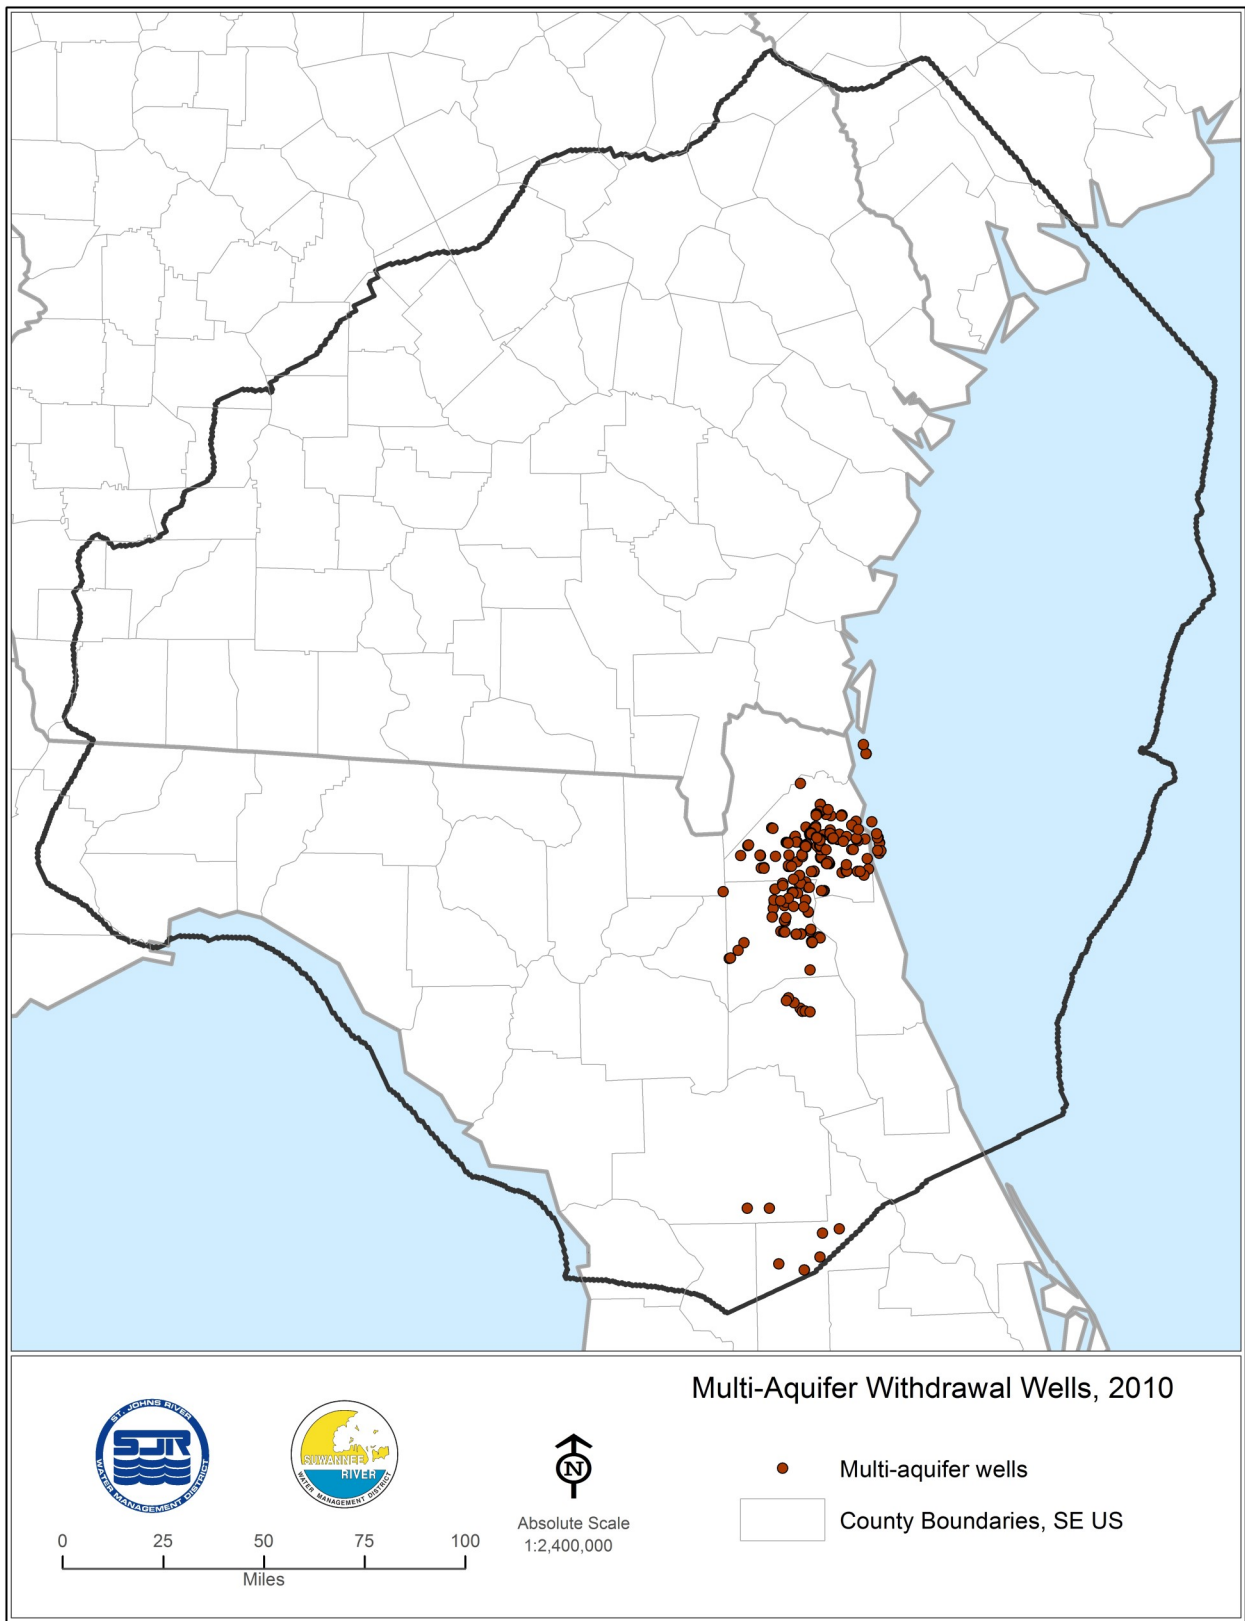 Multi-Aquifer Withdrawal Wells, 2010
ST. JOHNS RIVER
SJR
WATER MANAGEMENT DISTRICT
SUWANNEE
RIVER
WATER MANAGEMENT DISTRICT
N
Absolute Scale
1:2,400,000
Multi-aquifer wells
County Boundaries, SE US
0 25 50 75 100
Miles